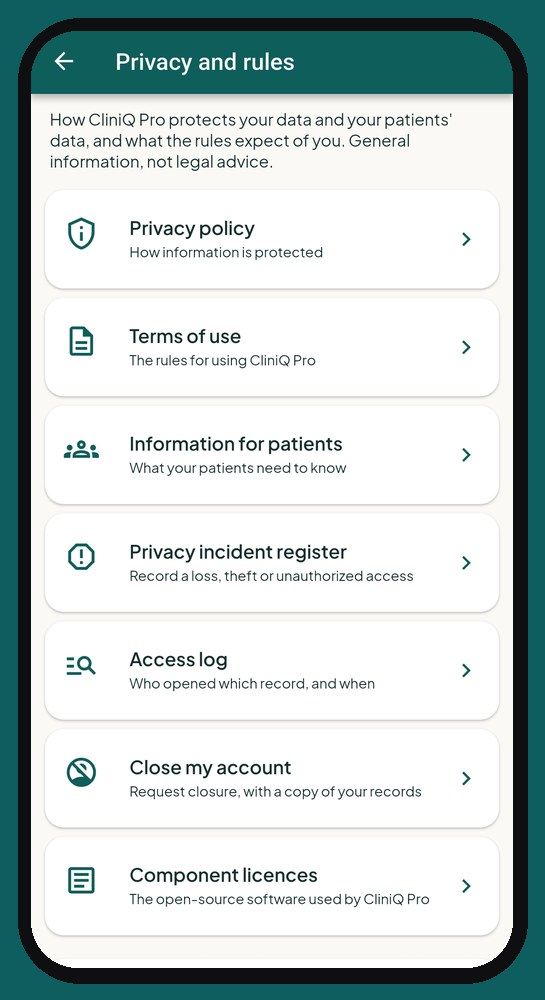 Privacy and rules
How CliniQ Pro protects your data and your patients'
data, and what the rules expect of you. General
information, not legal advice.
Privacy policy
How information is protected
Terms of use
The rules for using CliniQ Pro
Information for patients
What your patients need to know
Privacy incident register
Record a loss, theft or unauthorized access
Access log
Who opened which record, and when
Close my account
Request closure, with a copy of your records
Component licences
The open-source software used by CliniQ Pro